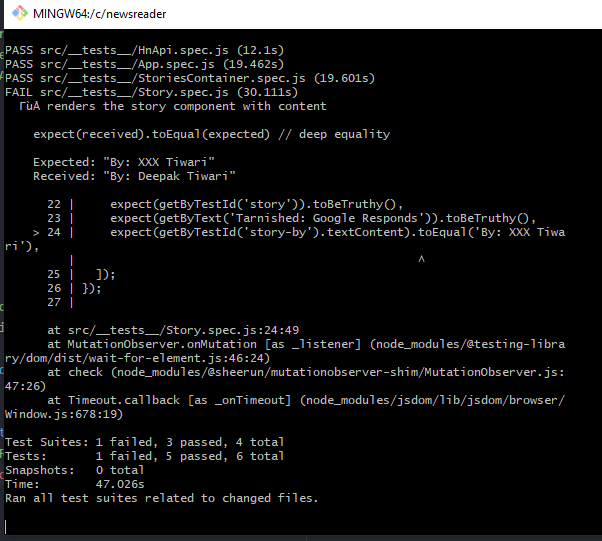 MINGW64:/c/newsreader
PASS src/__tests__/HnApi.spec.js (12.1s)
PASS src/__tests__/App.spec.js (19.462s)
PASS src/__tests__/StoriesContainer.spec.js (19.601s)
FAIL src/__tests__/Story.spec.js (30.111s)
ΓùÅ renders the story component with content
expect(received).toEqual(expected) // deep equality
Expected: "By: XXX Tiwari"
Received: "By: Deepak Tiwari"
22 |     expect(getByTestId('story')).toBeTruthy(),
23 |     expect(getByText('Tarnished: Google Responds')).toBeTruthy(),
> 24 |     expect(getByTestId('story-by').textContent).toEqual('By: XXX Tiwa
ri'),
|                                                 ^
25 |   ]);
26 | });
27 |
at src/__tests__/Story.spec.js:24:49
at MutationObserver.onMutation [as _listener] (node_modules/@testing-libra
ry/dom/dist/wait-for-element.js:46:24)
at check (node_modules/@sheerun/mutationobserver-shim/MutationObserver.js:
47:26)
at Timeout.callback [as _onTimeout] (node_modules/jsdom/lib/jsdom/browser/
Window.js:678:19)
Test Suites: 1 failed, 3 passed, 4 total
Tests:       1 failed, 5 passed, 6 total
Snapshots:   0 total
Time:        47.026s
Ran all test suites related to changed files.